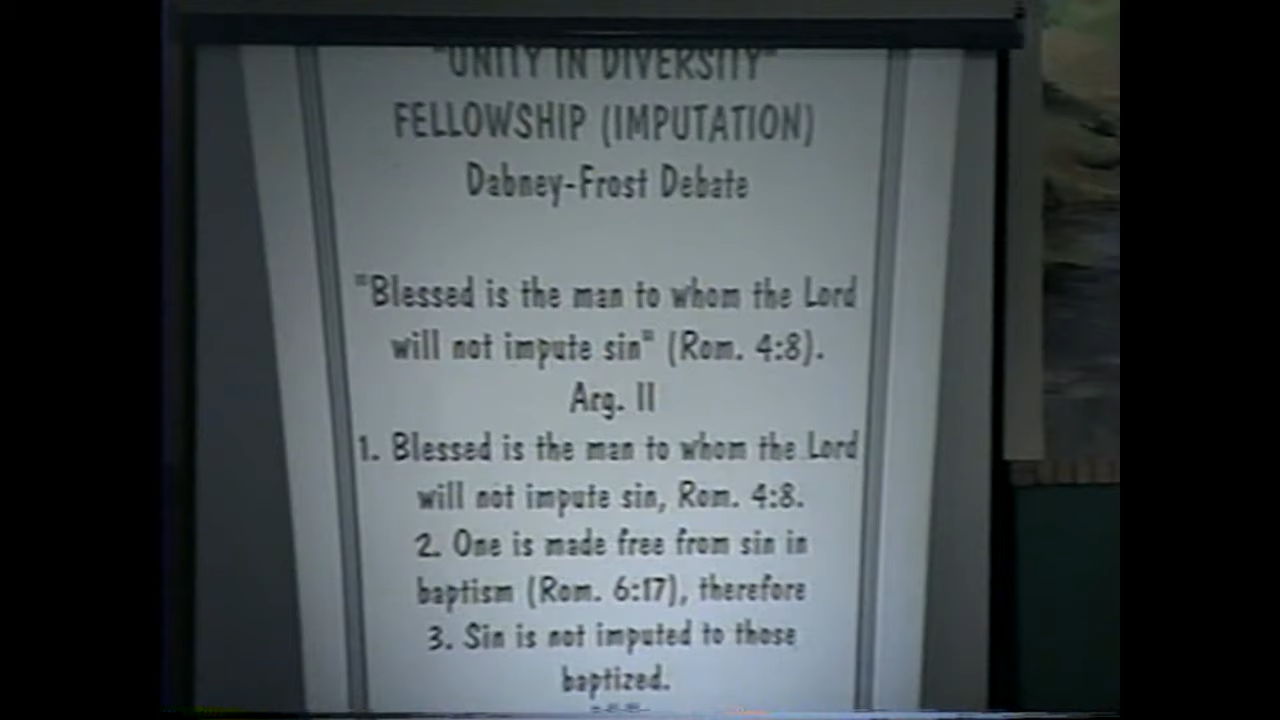 "UNITY IN DIVERSITY"
FELLOWSHIP (IMPUTATION)
Dabney-Frost Debate
"Blessed is the man to whom the Lord
will not impute sin" (Rom. 4:8).
Arg. II
1. Blessed is the man to whom the Lord
will not impute sin, Rom. 4:8.
2. One is made free from sin in
baptism (Rom. 6:17), therefore
3. Sin is not imputed to those
baptized.